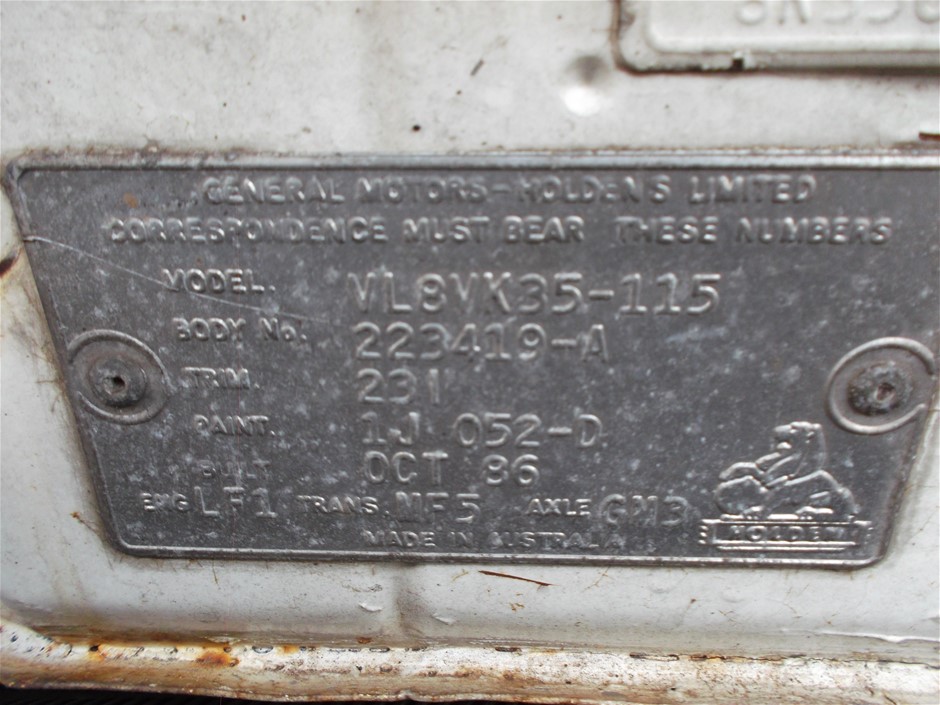 GENERAL MOTORS-HOLDEN'S LIMITED
CORRESPONDENCE MUST BEAR THESE NUMBERS
MODEL. VL8VK35-115
BODY No. 223419-A
TRIM. 231
PAINT. 1J 052-D
BUILT OCT 86
ENG LF1 TRANS. MF5 AXLE GM3
HOLDEN
MADE IN AUSTRALIA